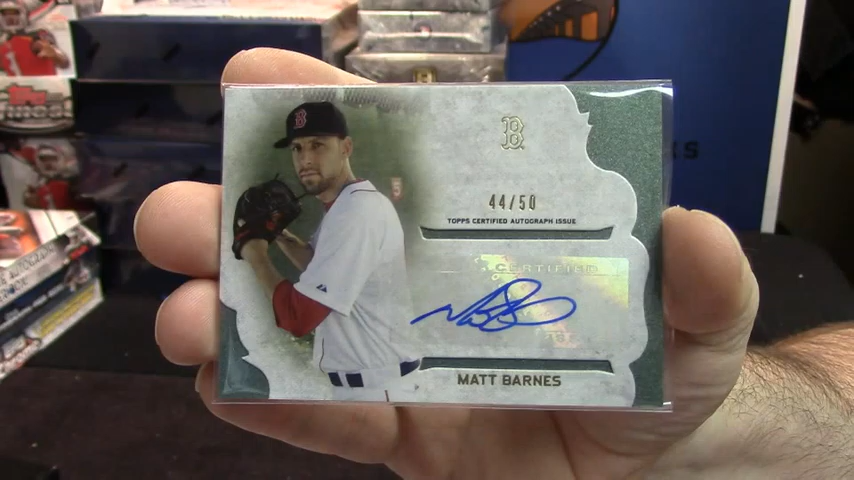 B
B
44/50
TOPPS CERTIFIED AUTOGRAPH ISSUE
CERTIFIED
MATT BARNES